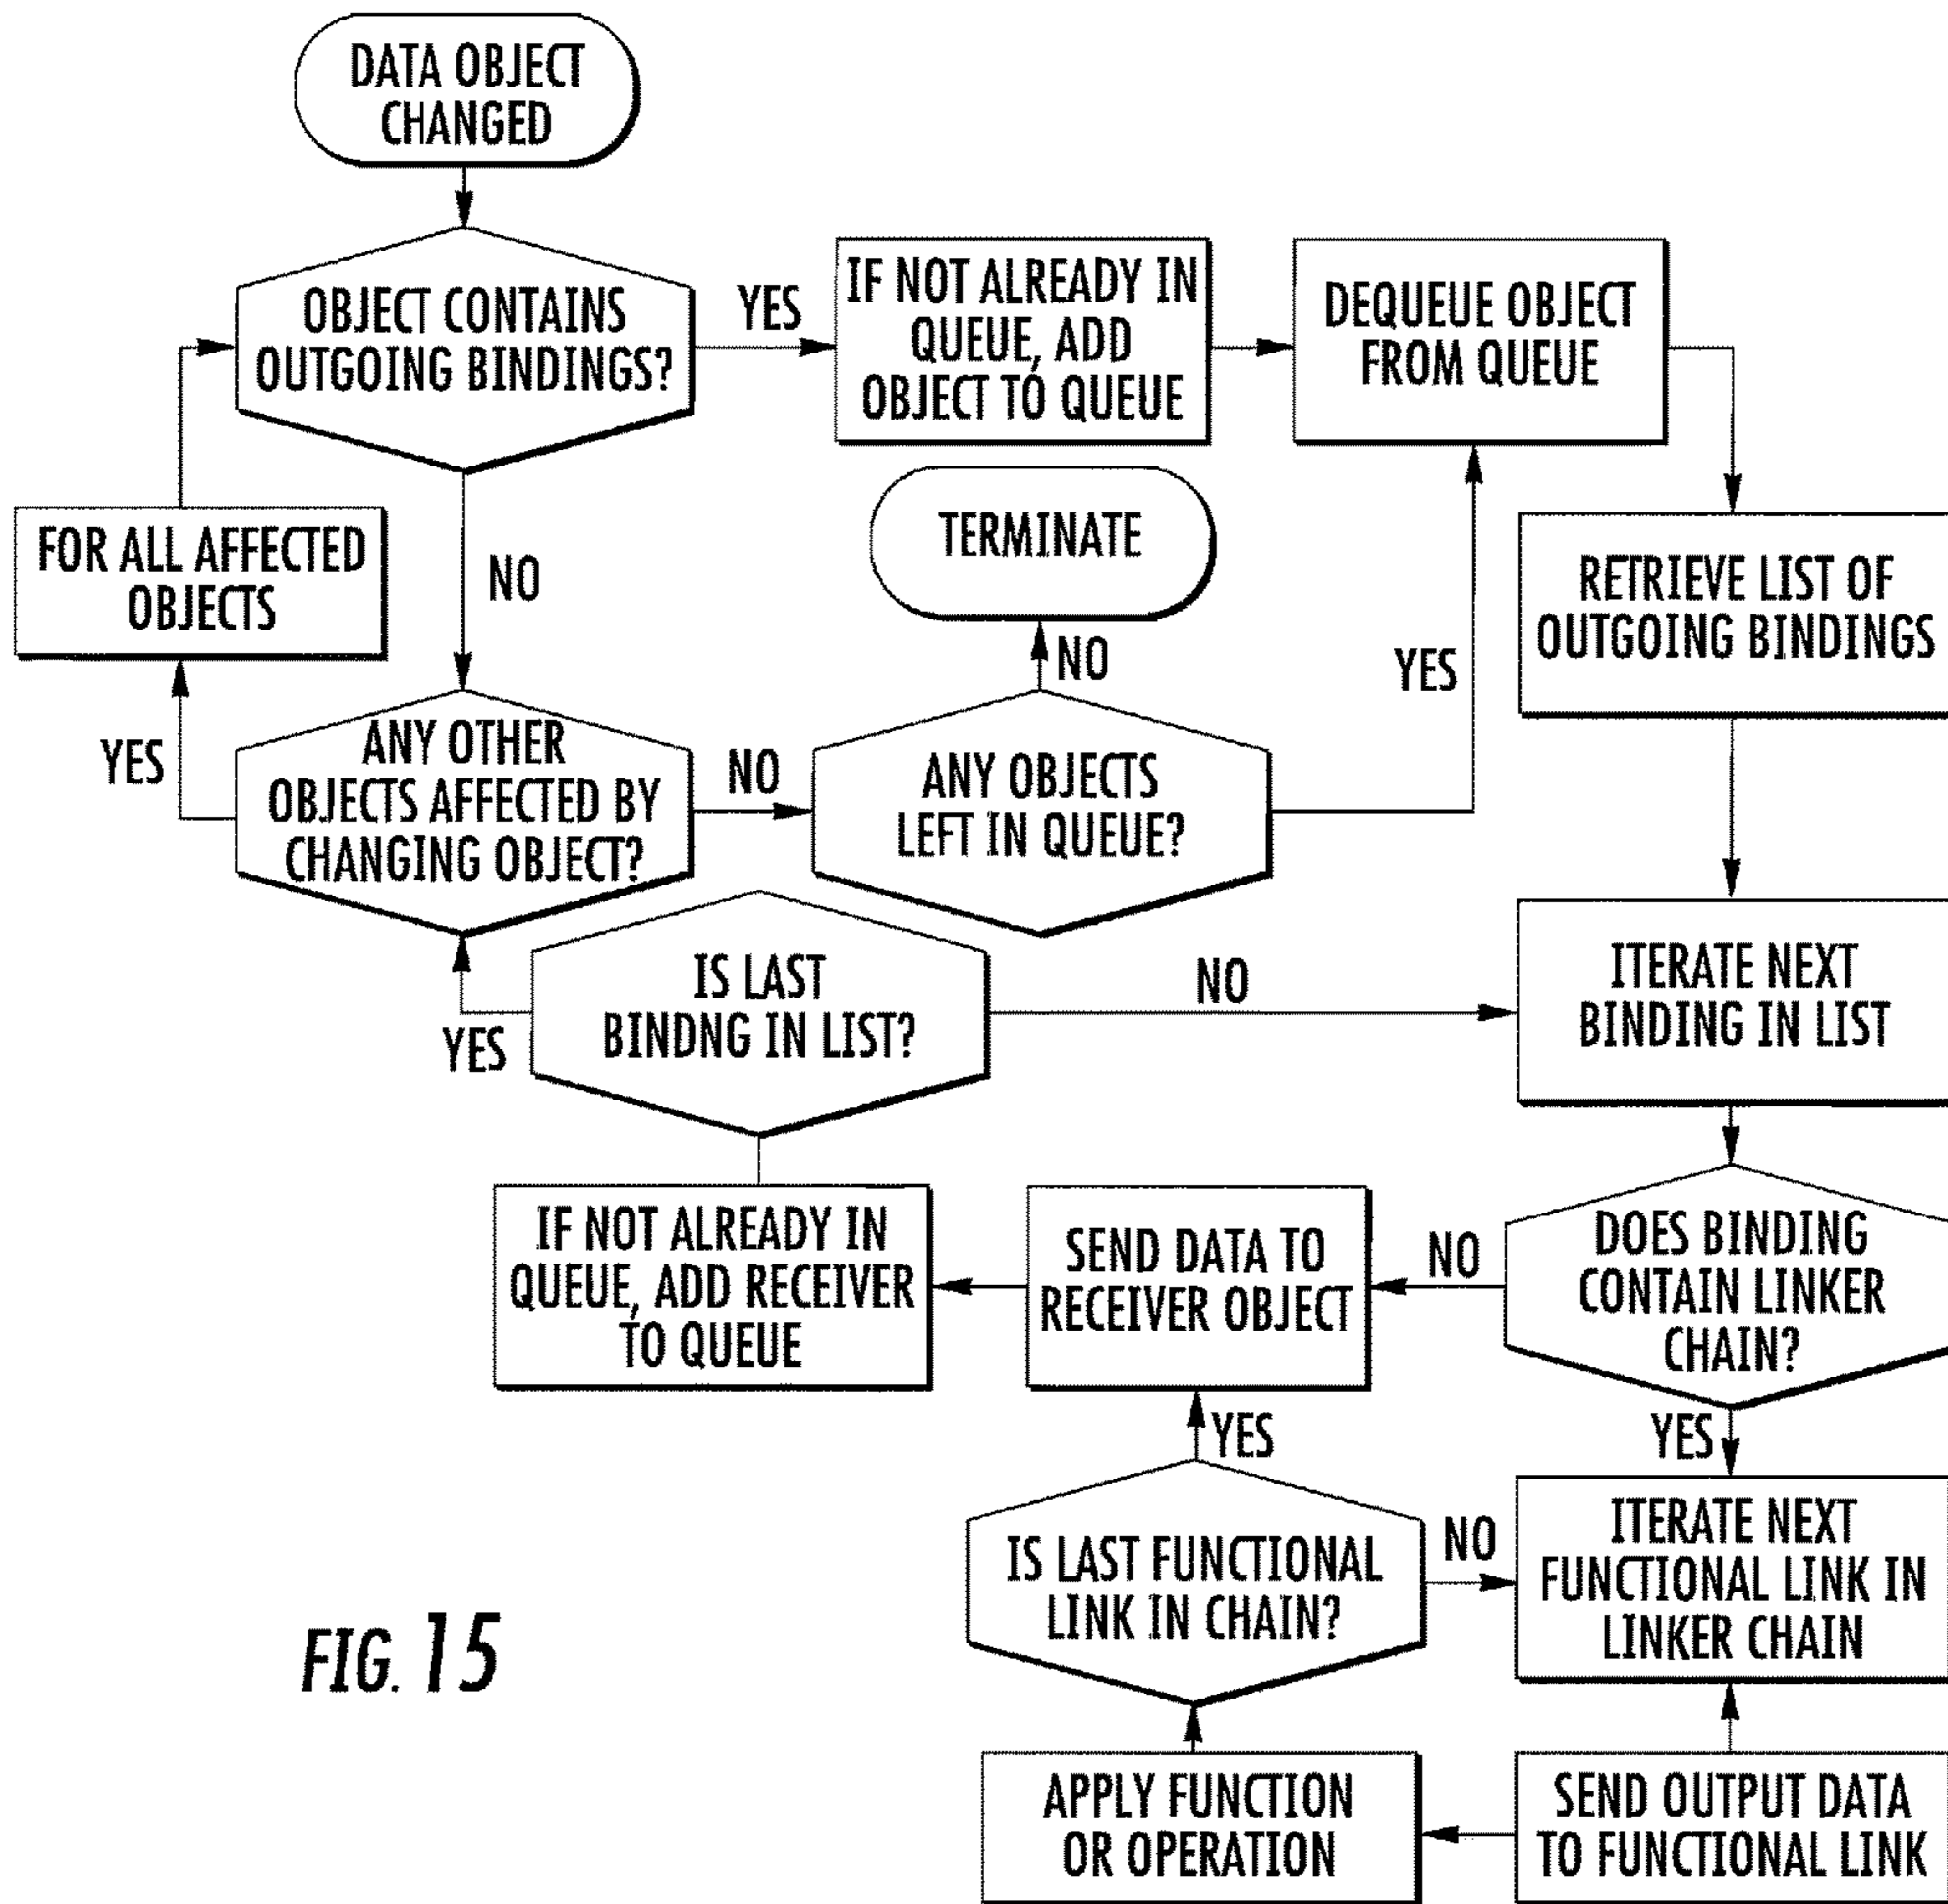 DATA OBJECT
CHANGED
OBJECT CONTAINS
OUTGOING BINDINGS?
YES
IF NOT ALREADY IN
QUEUE, ADD
OBJECT TO QUEUE
DEQUEUE OBJECT
FROM QUEUE
FOR ALL AFFECTED
OBJECTS
NO
TERMINATE
RETRIEVE LIST OF
OUTGOING BINDINGS
YES
ANY OTHER
OBJECTS AFFECTED BY
CHANGING OBJECT?
NO
NO
ANY OBJECTS
LEFT IN QUEUE?
YES
IS LAST
BINDNG IN LIST?
YES
NO
ITERATE NEXT
BINDING IN LIST
IF NOT ALREADY IN
QUEUE, ADD RECEIVER
TO QUEUE
SEND DATA TO
RECEIVER OBJECT
NO
DOES BINDING
CONTAIN LINKER
CHAIN?
YES
YES
IS LAST FUNCTIONAL
LINK IN CHAIN?
NO
ITERATE NEXT
FUNCTIONAL LINK IN
LINKER CHAIN
FIG. 15
APPLY FUNCTION
OR OPERATION
SEND OUTPUT DATA
TO FUNCTIONAL LINK